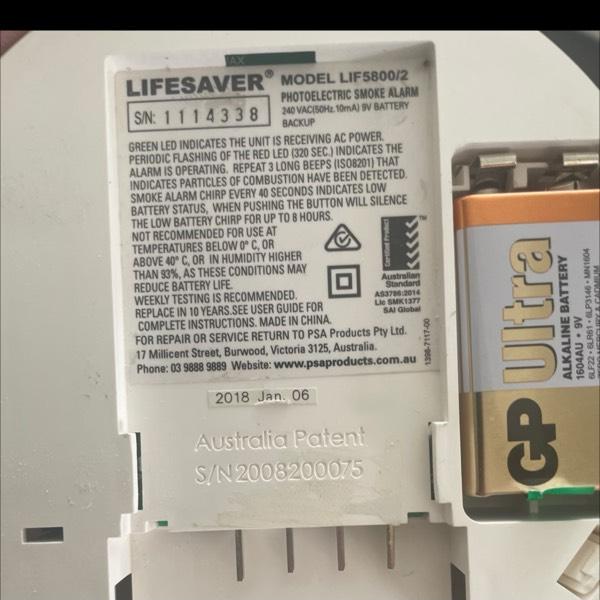 MAX
LIFESAVER® MODEL LIF5800/2
PHOTOELECTRIC SMOKE ALARM
S/N: 1114338
240 VAC(50Hz. 10mA) 9V BATTERY
BACKUP
GREEN LED INDICATES THE UNIT IS RECEIVING AC POWER.
PERIODIC FLASHING OF THE RED LED (320 SEC.) INDICATES THE
ALARM IS OPERATING. REPEAT 3 LONG BEEPS (ISO8201) THAT
INDICATES PARTICLES OF COMBUSTION HAVE BEEN DETECTED.
SMOKE ALARM CHIRP EVERY 40 SECONDS INDICATES LOW
BATTERY STATUS, WHEN PUSHING THE BUTTON WILL SILENCE
THE LOW BATTERY CHIRP FOR UP TO 8 HOURS.
NOT RECOMMENDED FOR USE AT
TEMPERATURES BELOW 0° C, OR
ABOVE 40° C, OR IN HUMIDITY HIGHER
THAN 93%, AS THESE CONDITIONS MAY
REDUCE BATTERY LIFE.
WEEKLY TESTING IS RECOMMENDED.
REPLACE IN 10 YEARS.SEE USER GUIDE FOR
COMPLETE INSTRUCTIONS. MADE IN CHINA.
FOR REPAIR OR SERVICE RETURN TO PSA Products Pty Ltd.
17 Millicent Street, Burwood, Victoria 3125, Australia.
Phone: 03 9888 9889 Website: www.psaproducts.com.au
Certified Product
TM
Australian
Standard
AS3786:2014
Lic SMK1377
SAI Global
1398-7117-00
2018 Jan. 06
Australia Patent
S/N2008200075
GP Ultra
ALKALINE BATTERY
1604AU • 9V
6LF22 • 6LR61 • 6LP3146 • MN1604